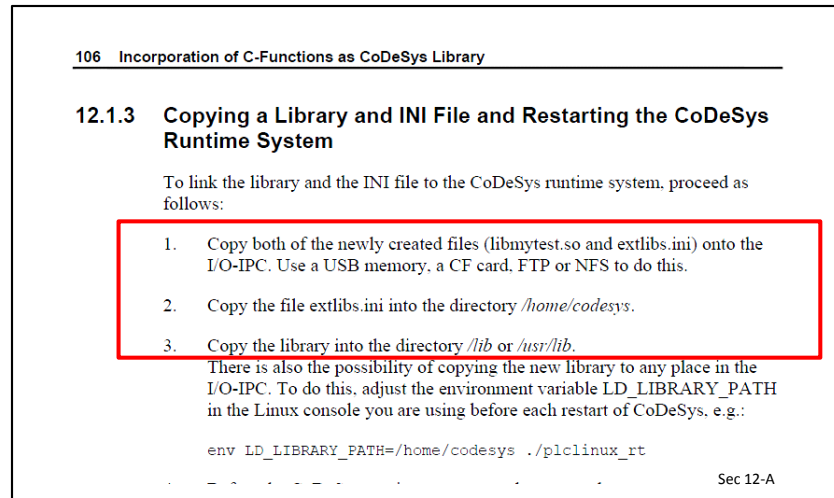 106 Incorporation of C-Functions as CoDeSys Library
12.1.3 Copying a Library and INI File and Restarting the CoDeSys
Runtime System
To link the library and the INI file to the CoDeSys runtime system, proceed as
follows:
1. Copy both of the newly created files (libmytest.so and extlibs.ini) onto the
I/O-IPC. Use a USB memory, a CF card, FTP or NFS to do this.
2. Copy the file extlibs.ini into the directory /home/codesys.
3. Copy the library into the directory /lib or /usr/lib.
There is also the possibility of copying the new library to any place in the
I/O-IPC. To do this, adjust the environment variable LD_LIBRARY_PATH
in the Linux console you are using before each restart of CoDeSys, e.g.:
env LD_LIBRARY_PATH=/home/codesys ./plclinux_rt
Sec 12-A